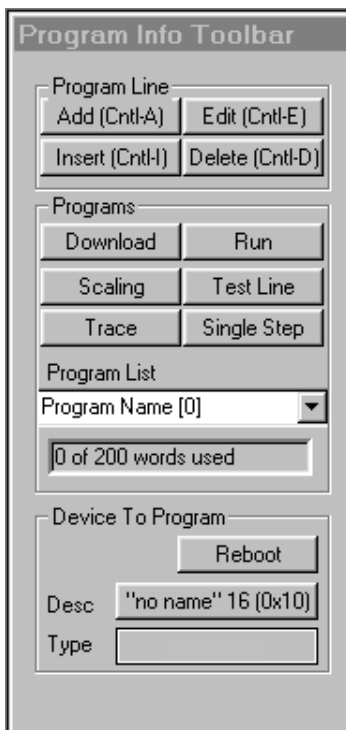 Program Info Toolbar
Program Line
Add (Cntl-A) Edit (Cntl-E)
Insert (Cntl-I) Delete (Cntl-D)
Programs
Download Run
Scaling Test Line
Trace Single Step
Program List
Program Name [0]
0 of 200 words used
Device To Program
Reboot
Desc "no name" 16 (0x10)
Type